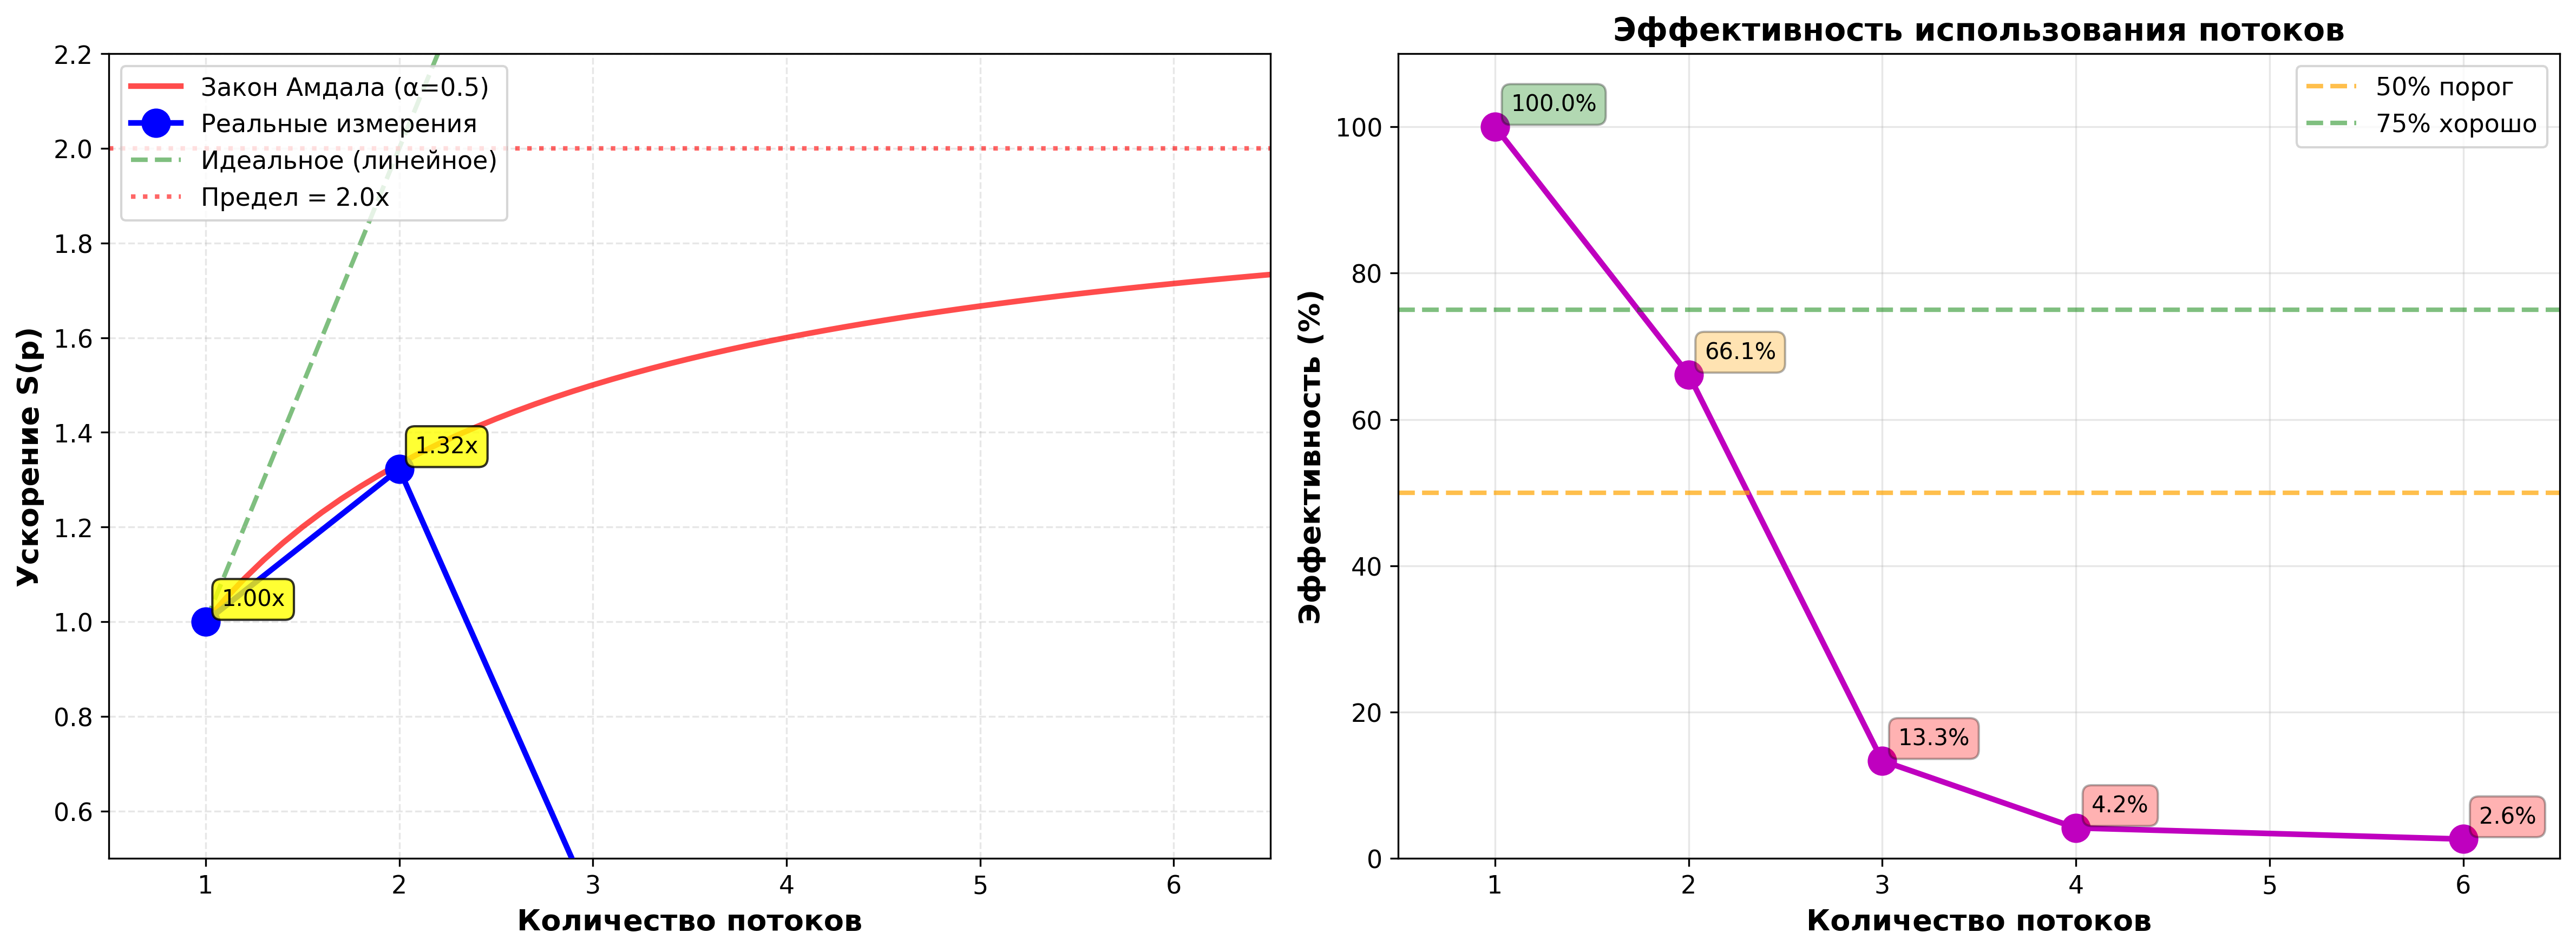 2.2
2.0
1.8
1.6
1.4
1.2
1.0
0.8
0.6
Ускорение S(p)
Закон Амдала (α=0.5)
Реальные измерения
Идеальное (линейное)
Предел = 2.0x
1.32x
1.00x
1 2 3 4 5 6
Количество потоков
Эффективность использования потоков
100
80
60
40
20
0
Эффективность (%)
50% порог
75% хорошо
100.0%
66.1%
13.3%
4.2%
2.6%
1 2 3 4 5 6
Количество потоков